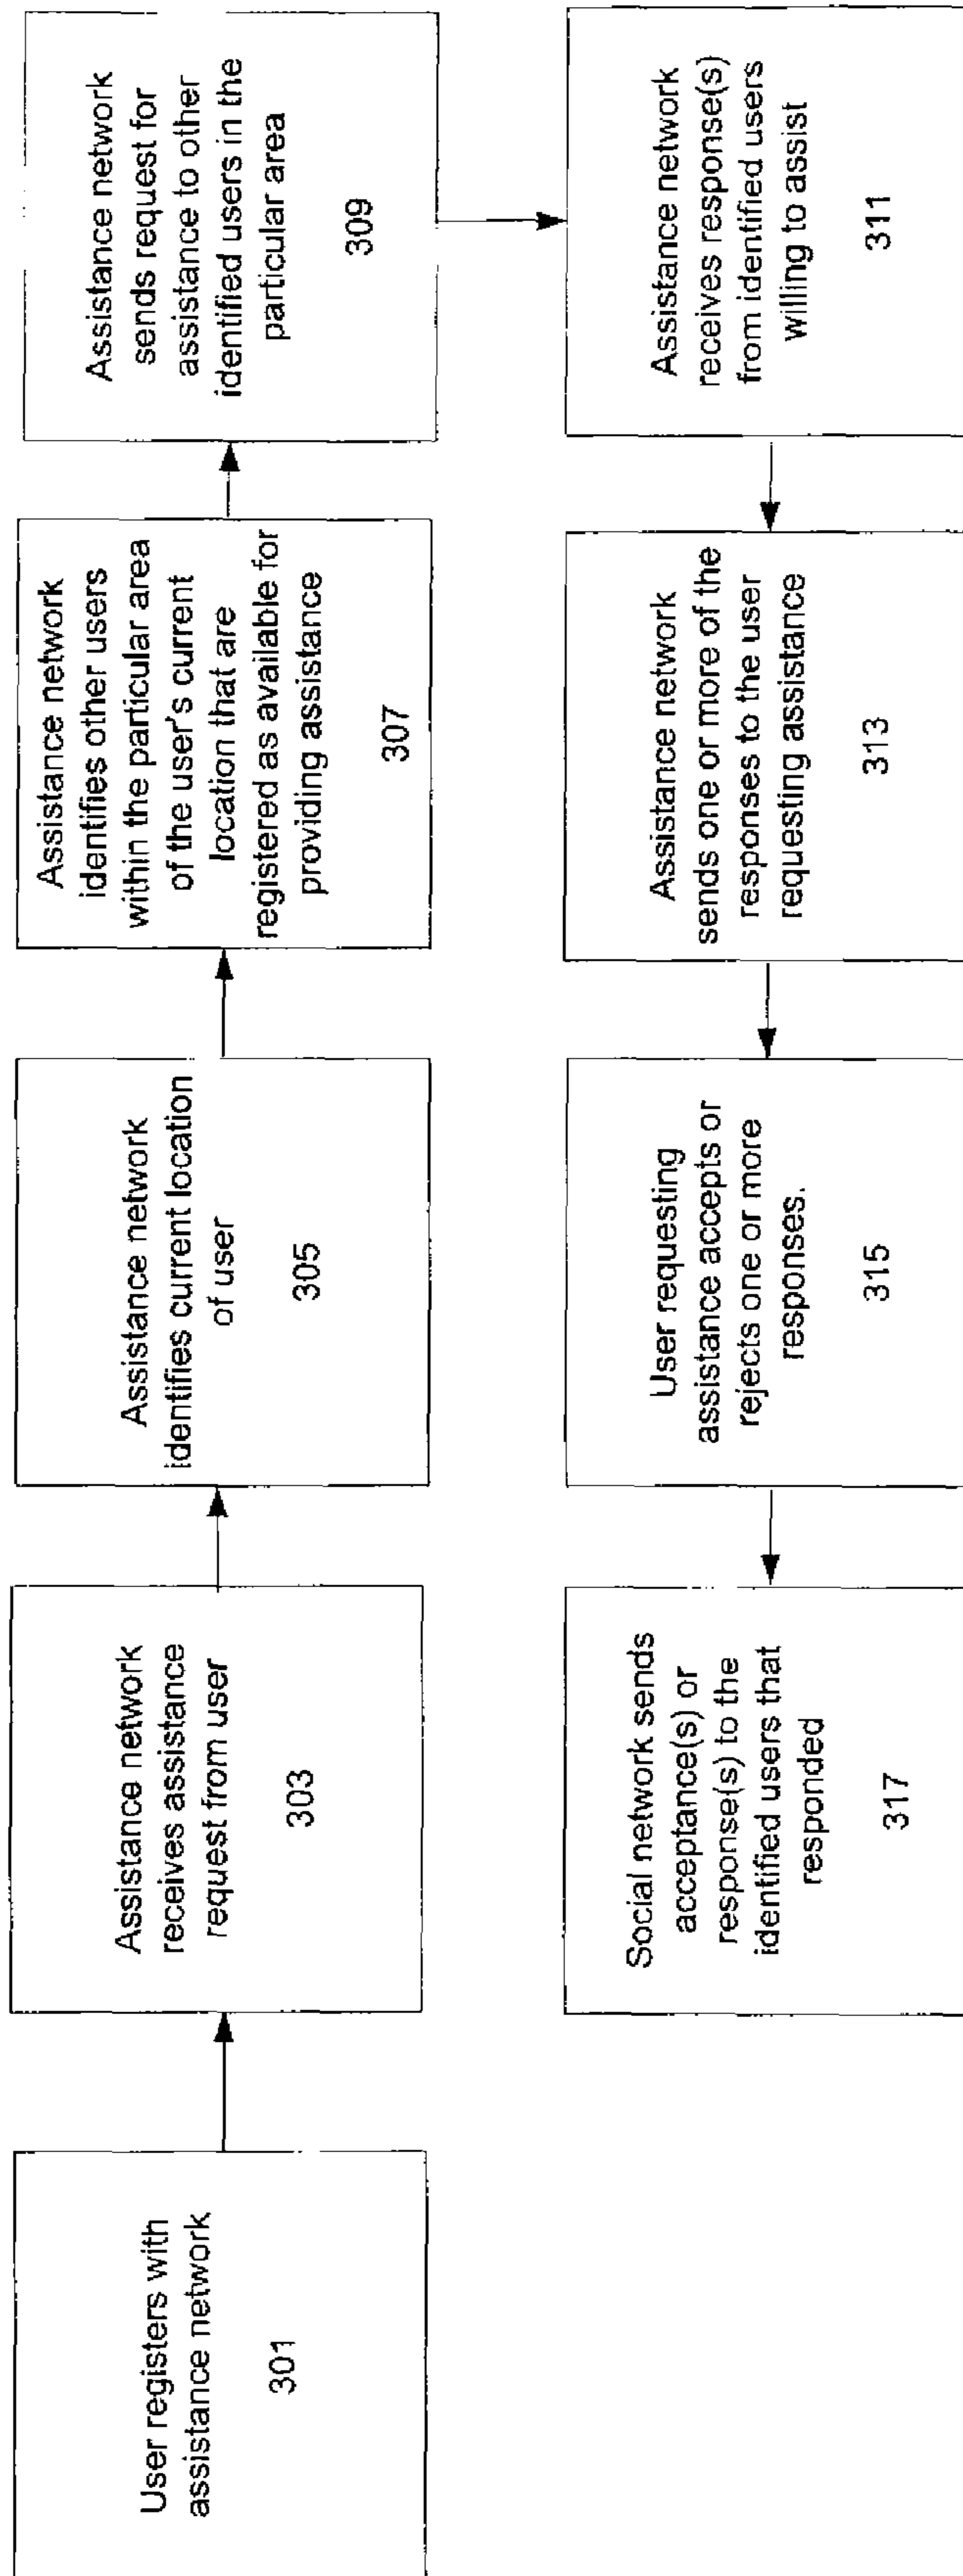 User registers with
assistance network
301
Assistance network
receives assistance
request from user
303
Assistance network
identifies current location
of user
305
Assistance network
identifies other users
within the particular area
of the user's current
location that are
registered as available for
providing assistance
307
Assistance network
sends request for
assistance to other
identified users in the
particular area
309
Assistance network
receives response(s)
from identified users
willing to assist
311
Assistance network
sends one or more of the
responses to the user
requesting assistance
313
User requesting
assistance accepts or
rejects one or more
responses.
315
Social network sends
acceptance(s) or
response(s) to the
identified users that
responded
317